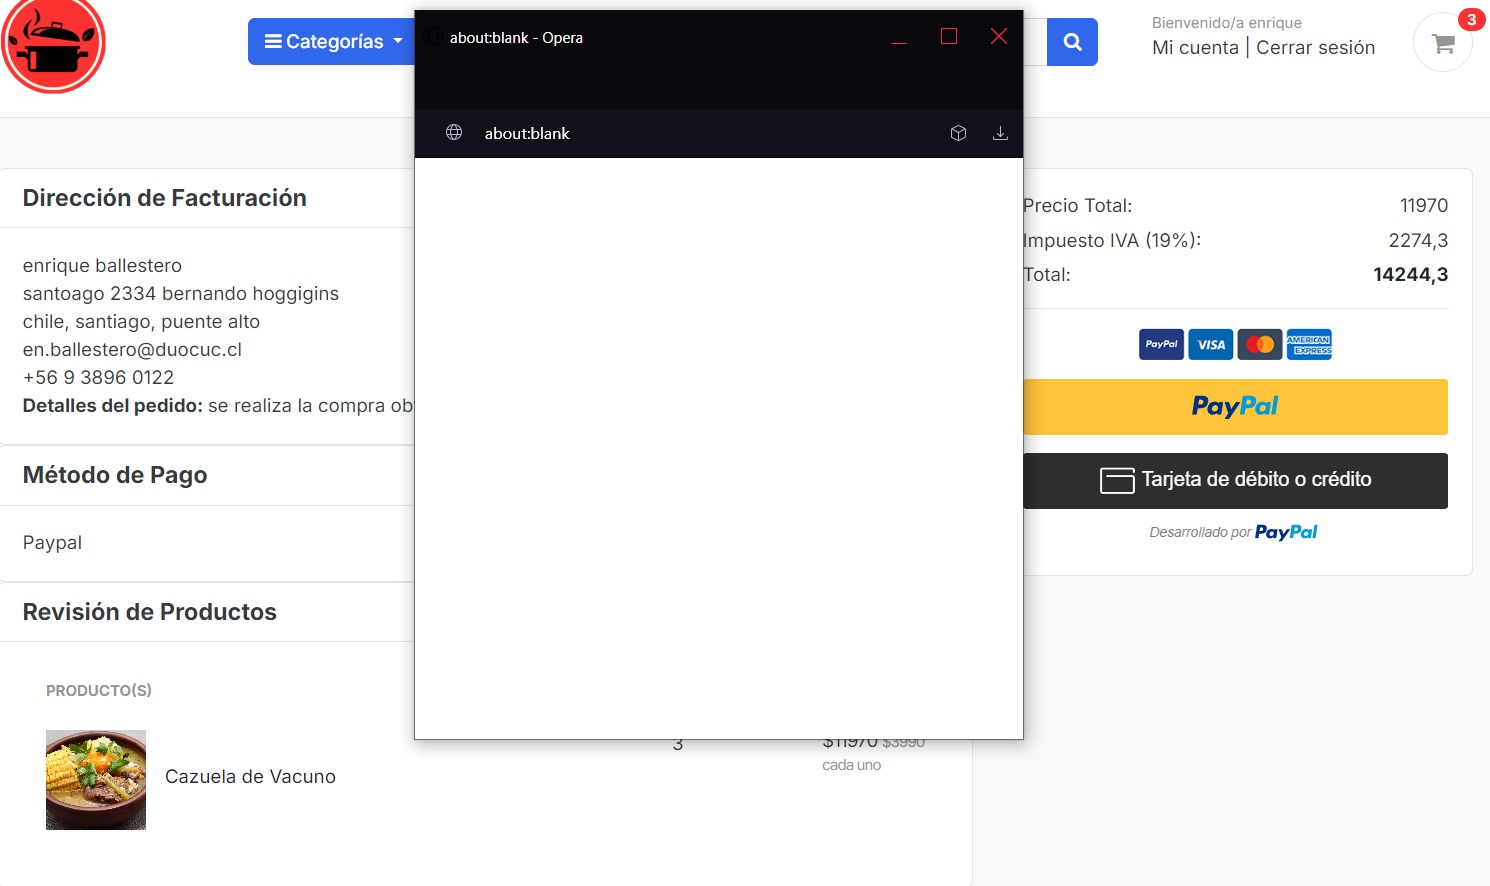 Categorías
Bienvenido/a enrique
Mi cuenta | Cerrar sesión
3
about:blank - Opera
about:blank
Dirección de Facturación
enrique ballestero
santoago 2334 bernando hoggigins
chile, santiago, puente alto
en.ballestero@duocuc.cl
+56 9 3896 0122
Detalles del pedido: se realiza la compra
Método de Pago
Paypal
Revisión de Productos
PRODUCTO(S)
Cazuela de Vacuno
3
$11970 $3990
cada uno
Precio Total: 11970
Impuesto IVA (19%): 2274,3
Total: 14244,3
PayPal VISA AMERICAN EXPRESS
PayPal
Tarjeta de débito o crédito
Desarrollado por PayPal